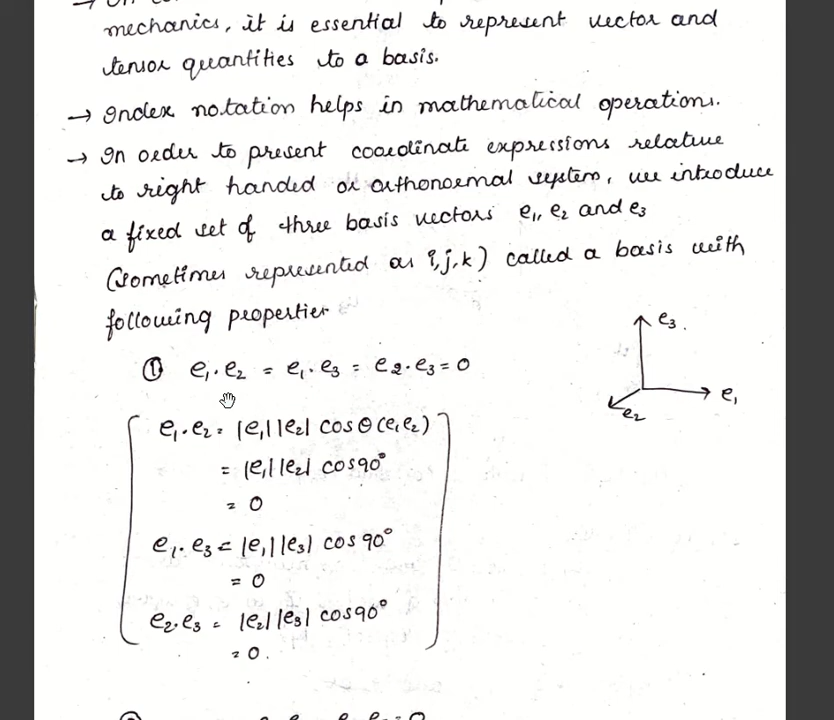 mechanics, it is essential to represent vector and
tensor quantities to a basis.
→ Index notation helps in mathematical operations.
→ In order to present coordinate expressions relative
to right handed or orthonormal system, we introduce
a fixed set of three basis vectors e₁, e₂ and e₃
(sometimes represented as i, j, k) called a basis with
following properties
① e₁·e₂ = e₁·e₃ = e₂·e₃ = 0
e₃
e₁
e₂
e₁·e₂ = |e₁||e₂| cos θ(e₁e₂)
= |e₁||e₂| cos 90°
= 0
e₁·e₃ = |e₁||e₃| cos 90°
= 0
e₂·e₃ = |e₂||e₃| cos 90°
= 0.